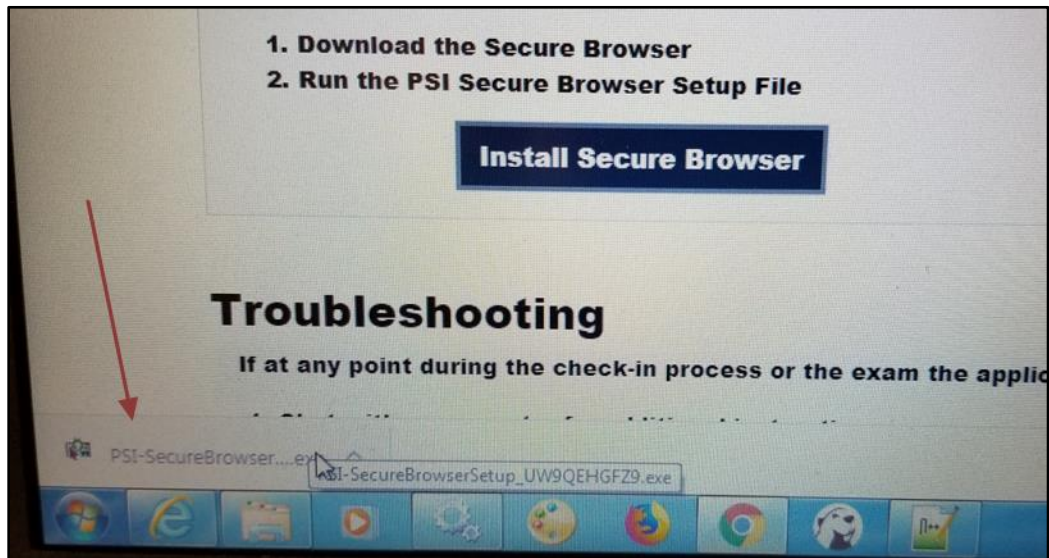 1. Download the Secure Browser
2. Run the PSI Secure Browser Setup File
Install Secure Browser
Troubleshooting
If at any point during the check-in process or the exam the applic
PSI-SecureBrowser....ex
SI-SecureBrowserSetup_UW9QEHGFZ9.exe